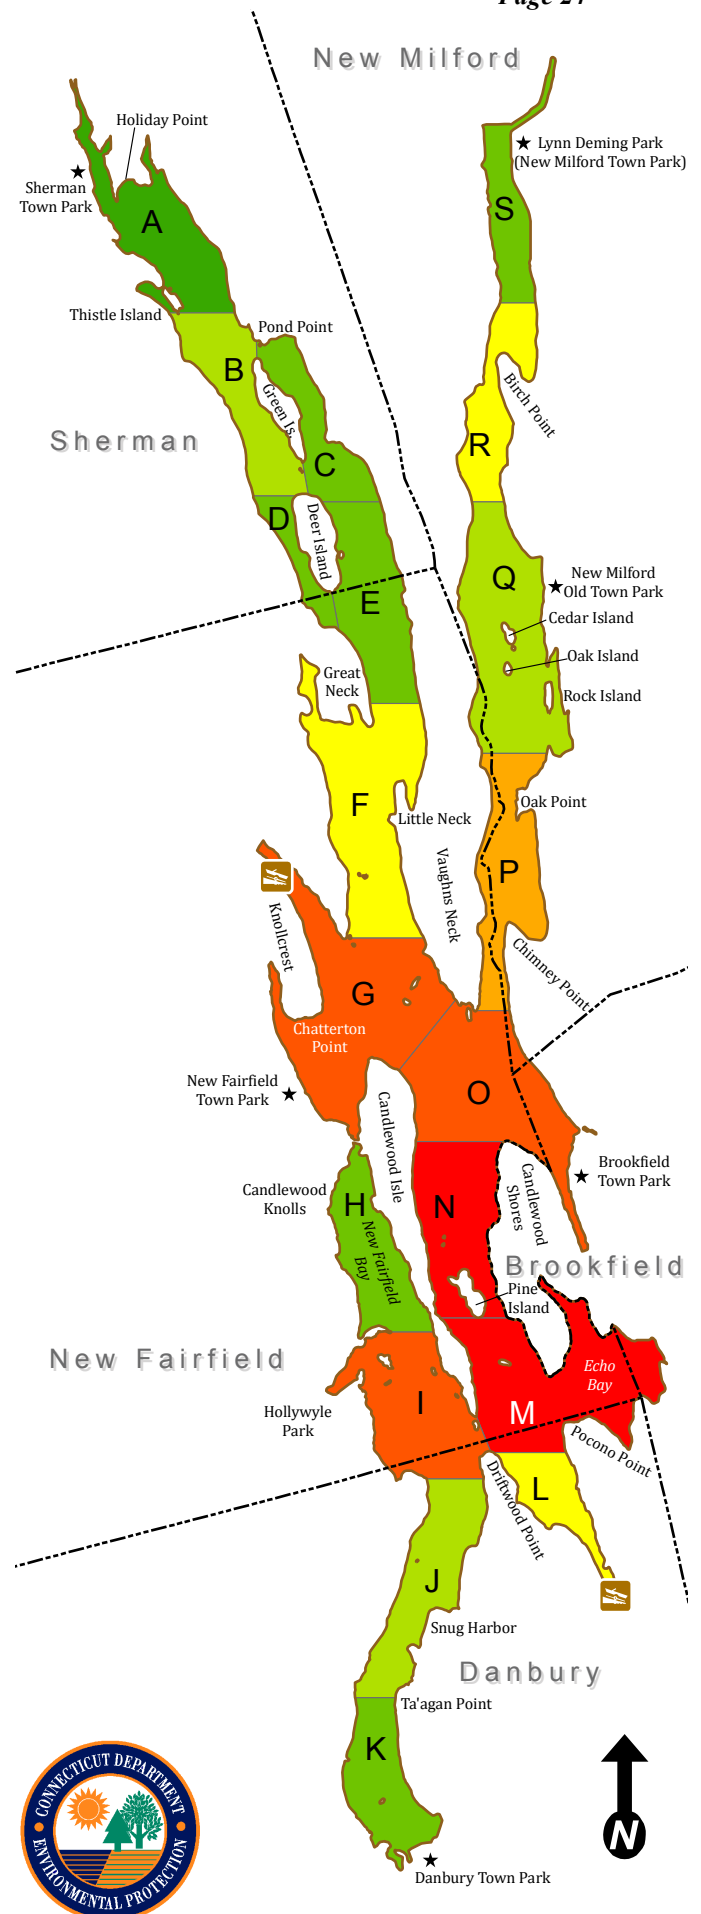 Page 27
New Milford
Holiday Point
Lynn Deming Park
(New Milford Town Park)
Sherman
Town Park
S
A
Thistle Island
Pond Point
B
Birch Point
Green Is.
Sherman
R
C
D
Deer Island
Q
New Milford
Old Town Park
E
Cedar Island
Oak Island
Great
Neck
Rock Island
F
Oak Point
Little Neck
Vaughns Neck
P
Knollcrest
Chimney Point
G
Chatterton
Point
New Fairfield
Town Park
O
Candlewood Isle
Brookfield
Town Park
Candlewood
Knolls
H
N
Candlewood
Shores
New Fairfield
Bay
Brookfield
Pine
Island
New Fairfield
Echo
Bay
I
Hollywyle
Park
M
Pocono Point
Driftwood Point
L
J
Snug Harbor
Danbury
Ta'agan Point
K
CONNECTICUT DEPARTMENT
ENVIRONMENTAL PROTECTION
N
Danbury Town Park